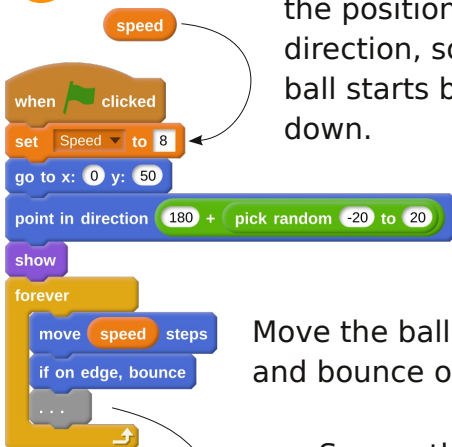 the position
direction, so
ball starts b
down.
speed
when clicked
set Speed to 8
go to x: 0 y: 50
point in direction 180 + pick random -20 to 20
show
forever
move speed steps
if on edge, bounce
. . .
Move the ball
and bounce o